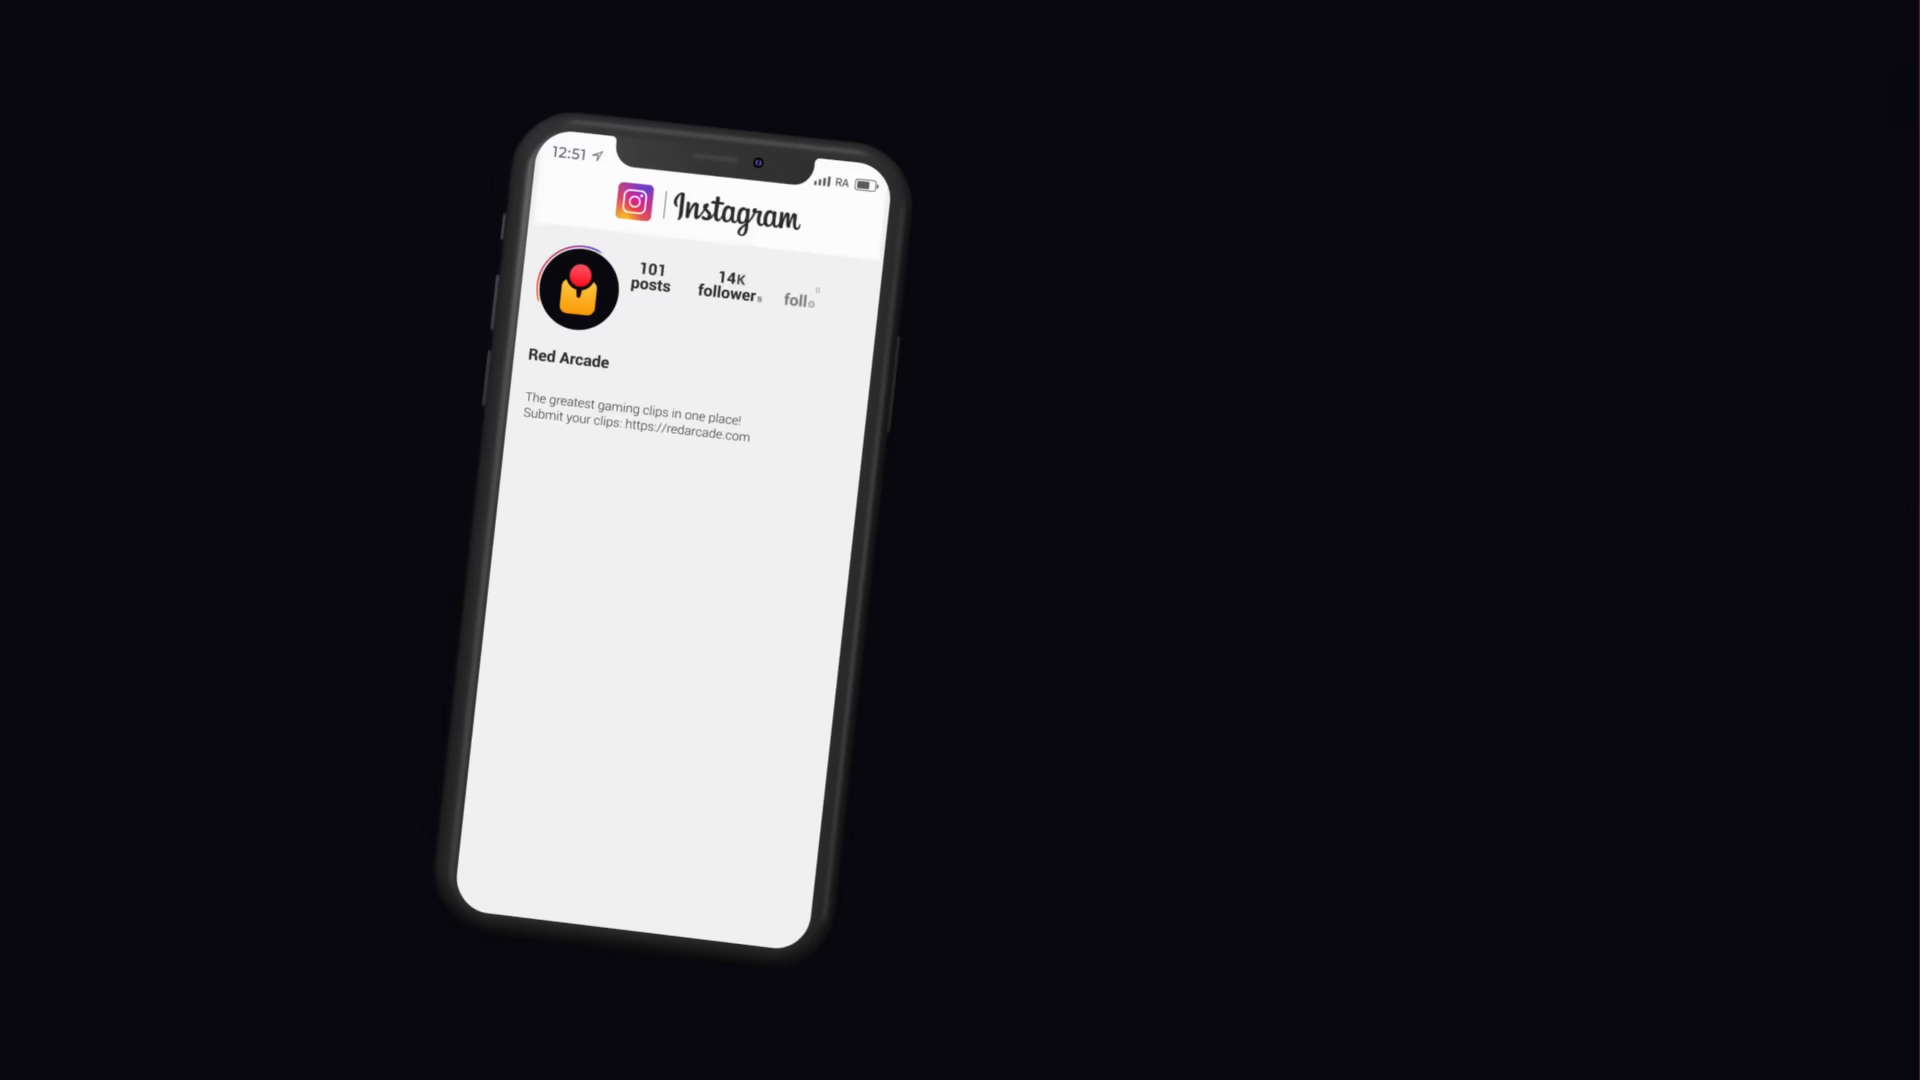 12:51
RA
Instagram
101 14K
posts followers follo
Red Arcade
The greatest gaming clips in one place!
Submit your clips: https://redarcade.com